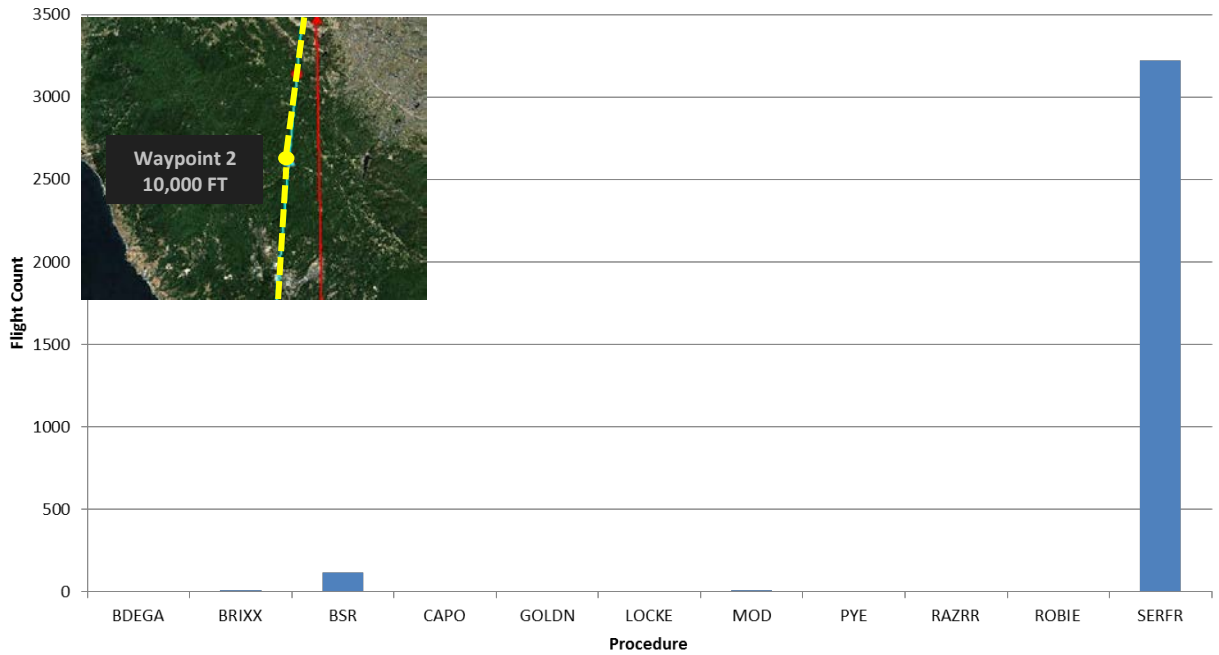 3500
3000
2500
2000
1500
1000
500
0
Flight Count
Waypoint 2
10,000 FT
BDEGA BRIXX BSR CAPO GOLDN LOCKE MOD PYE RAZRR ROBIE SERFR
Procedure